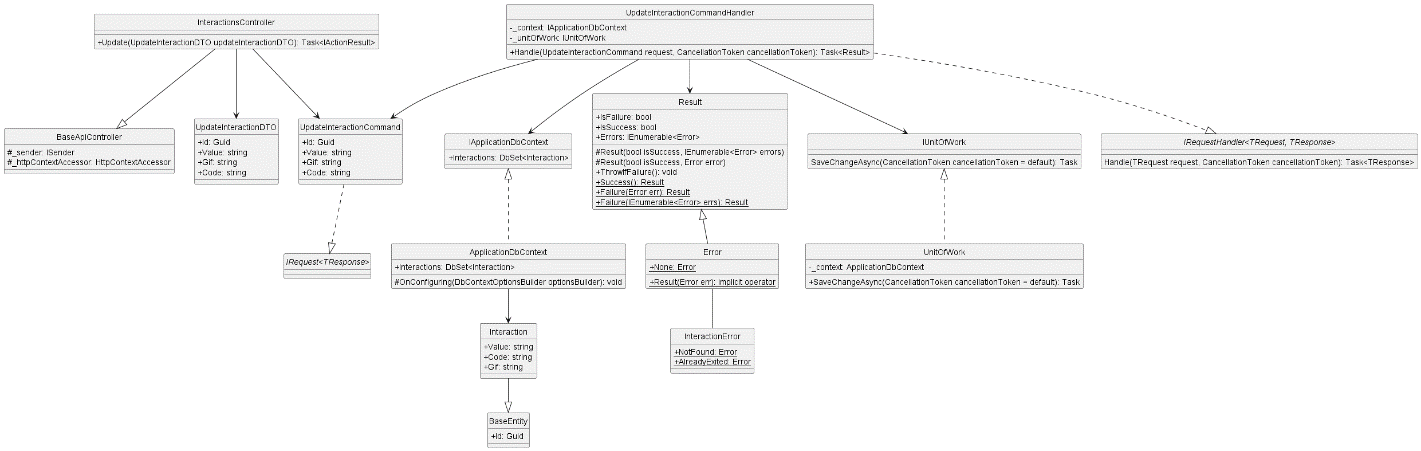 InteractionsController
+Update(UpdateInteractionDTO updateInteractionDTO): Task<IActionResult>
UpdateInteractionCommandHandler
-_context: IApplicationDbContext
-_unitOfWork: IUnitOfWork
+Handle(UpdateInteractionCommand request, CancellationToken cancellationToken): Task<Result>
BaseApiController
#_sender: ISender
#_httpContextAccessor: HttpContextAccessor
UpdateInteractionDTO
+Id: Guid
+Value: string
+Gif: string
+Code: string
UpdateInteractionCommand
+Id: Guid
+Value: string
+Gif: string
+Code: string
IApplicationDbContext
+Interactions: DbSet<Interaction>
Result
+IsFailure: bool
+IsSuccess: bool
+Errors: IEnumerable<Error>
#Result(bool isSuccess, IEnumerable<Error> errors)
#Result(bool isSuccess, Error error)
+ThrowIfFailure(): void
+Success(): Result
+Failure(Error err): Result
+Failure(IEnumerable<Error> errs): Result
IUnitOfWork
SaveChangeAsync(CancellationToken cancellationToken = default): Task
IRequestHandler<TRequest, TResponse>
Handle(TRequest request, CancellationToken cancellationToken): Task<TResponse>
IRequest<TResponse>
ApplicationDbContext
+Interactions: DbSet<Interaction>
#OnConfiguring(DbContextOptionsBuilder optionsBuilder): void
Error
+None: Error
+Result(Error err): implicit operator
UnitOfWork
-_context: ApplicationDbContext
+SaveChangeAsync(CancellationToken cancellationToken = default): Task
Interaction
+Value: string
+Code: string
+Gif: string
InteractionError
+NotFound: Error
+AlreadyExited: Error
BaseEntity
+Id: Guid